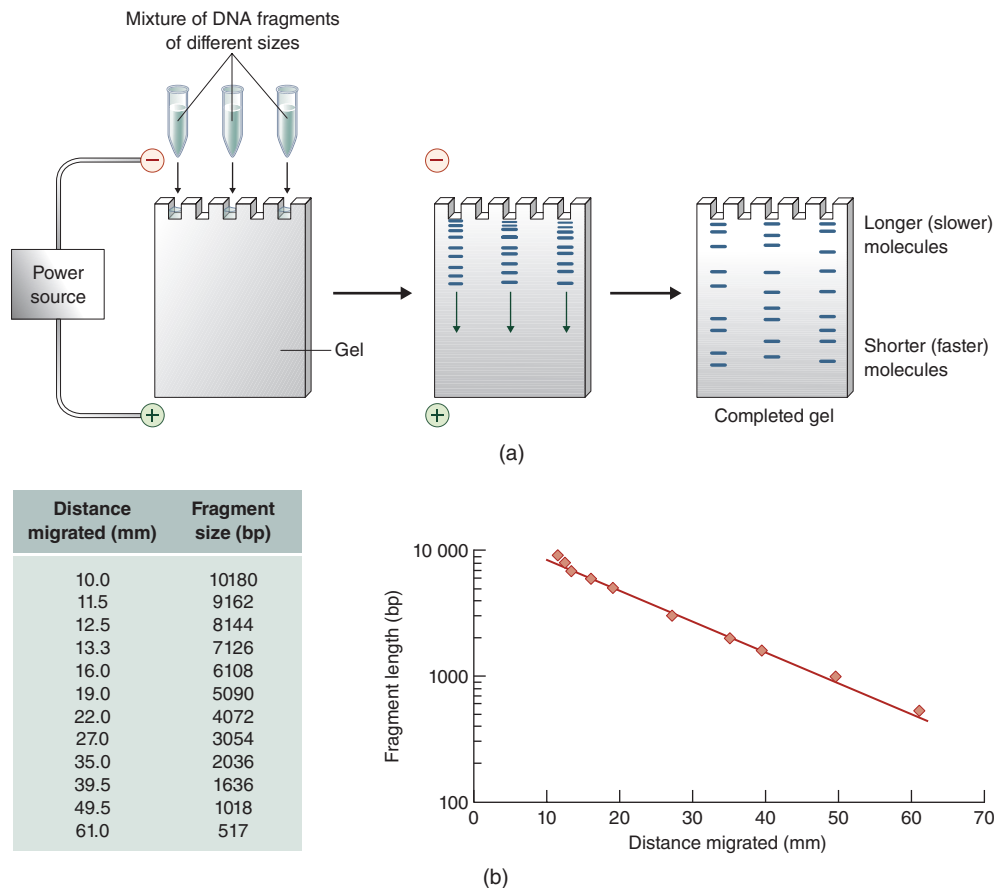 Mixture of DNA fragments
of different sizes
−
−
Power
source
Gel
Longer (slower)
molecules
Shorter (faster)
molecules
+
+
Completed gel
(a)
Distance migrated (mm) Fragment size (bp)
10.0 10180
11.5 9162
12.5 8144
13.3 7126
16.0 6108
19.0 5090
22.0 4072
27.0 3054
35.0 2036
39.5 1636
49.5 1018
61.0 517
Fragment length (bp)
10 000
1000
100
0 10 20 30 40 50 60 70
Distance migrated (mm)
(b)